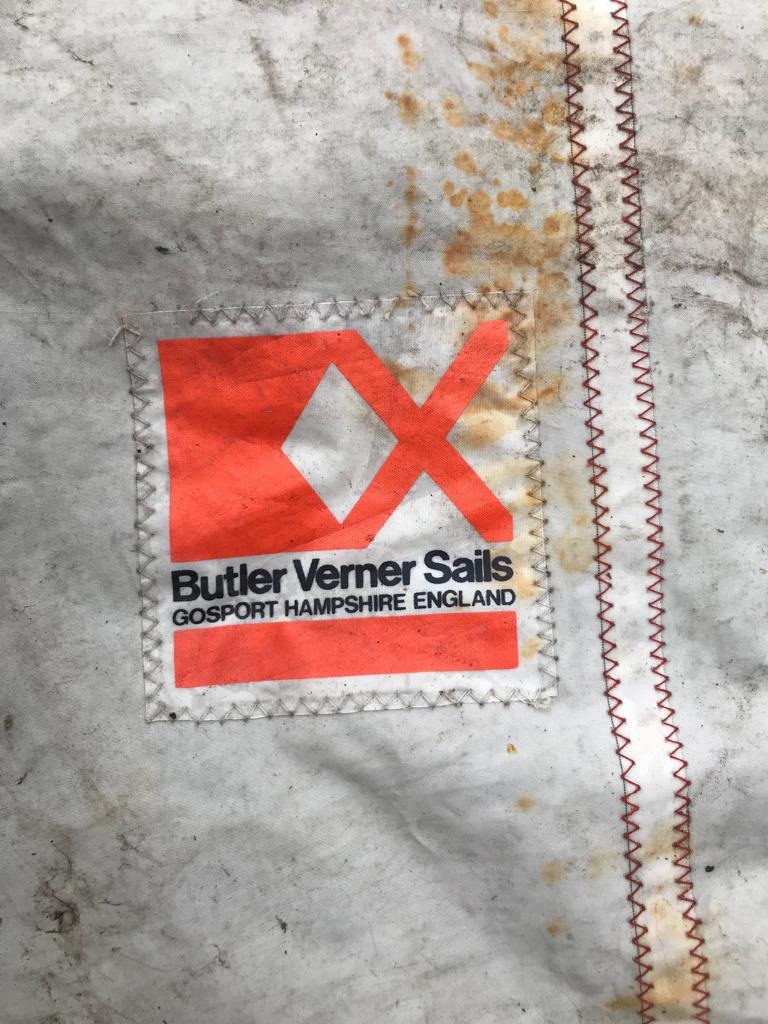 Butler Verner Sails
GOSPORT HAMPSHIRE ENGLAND